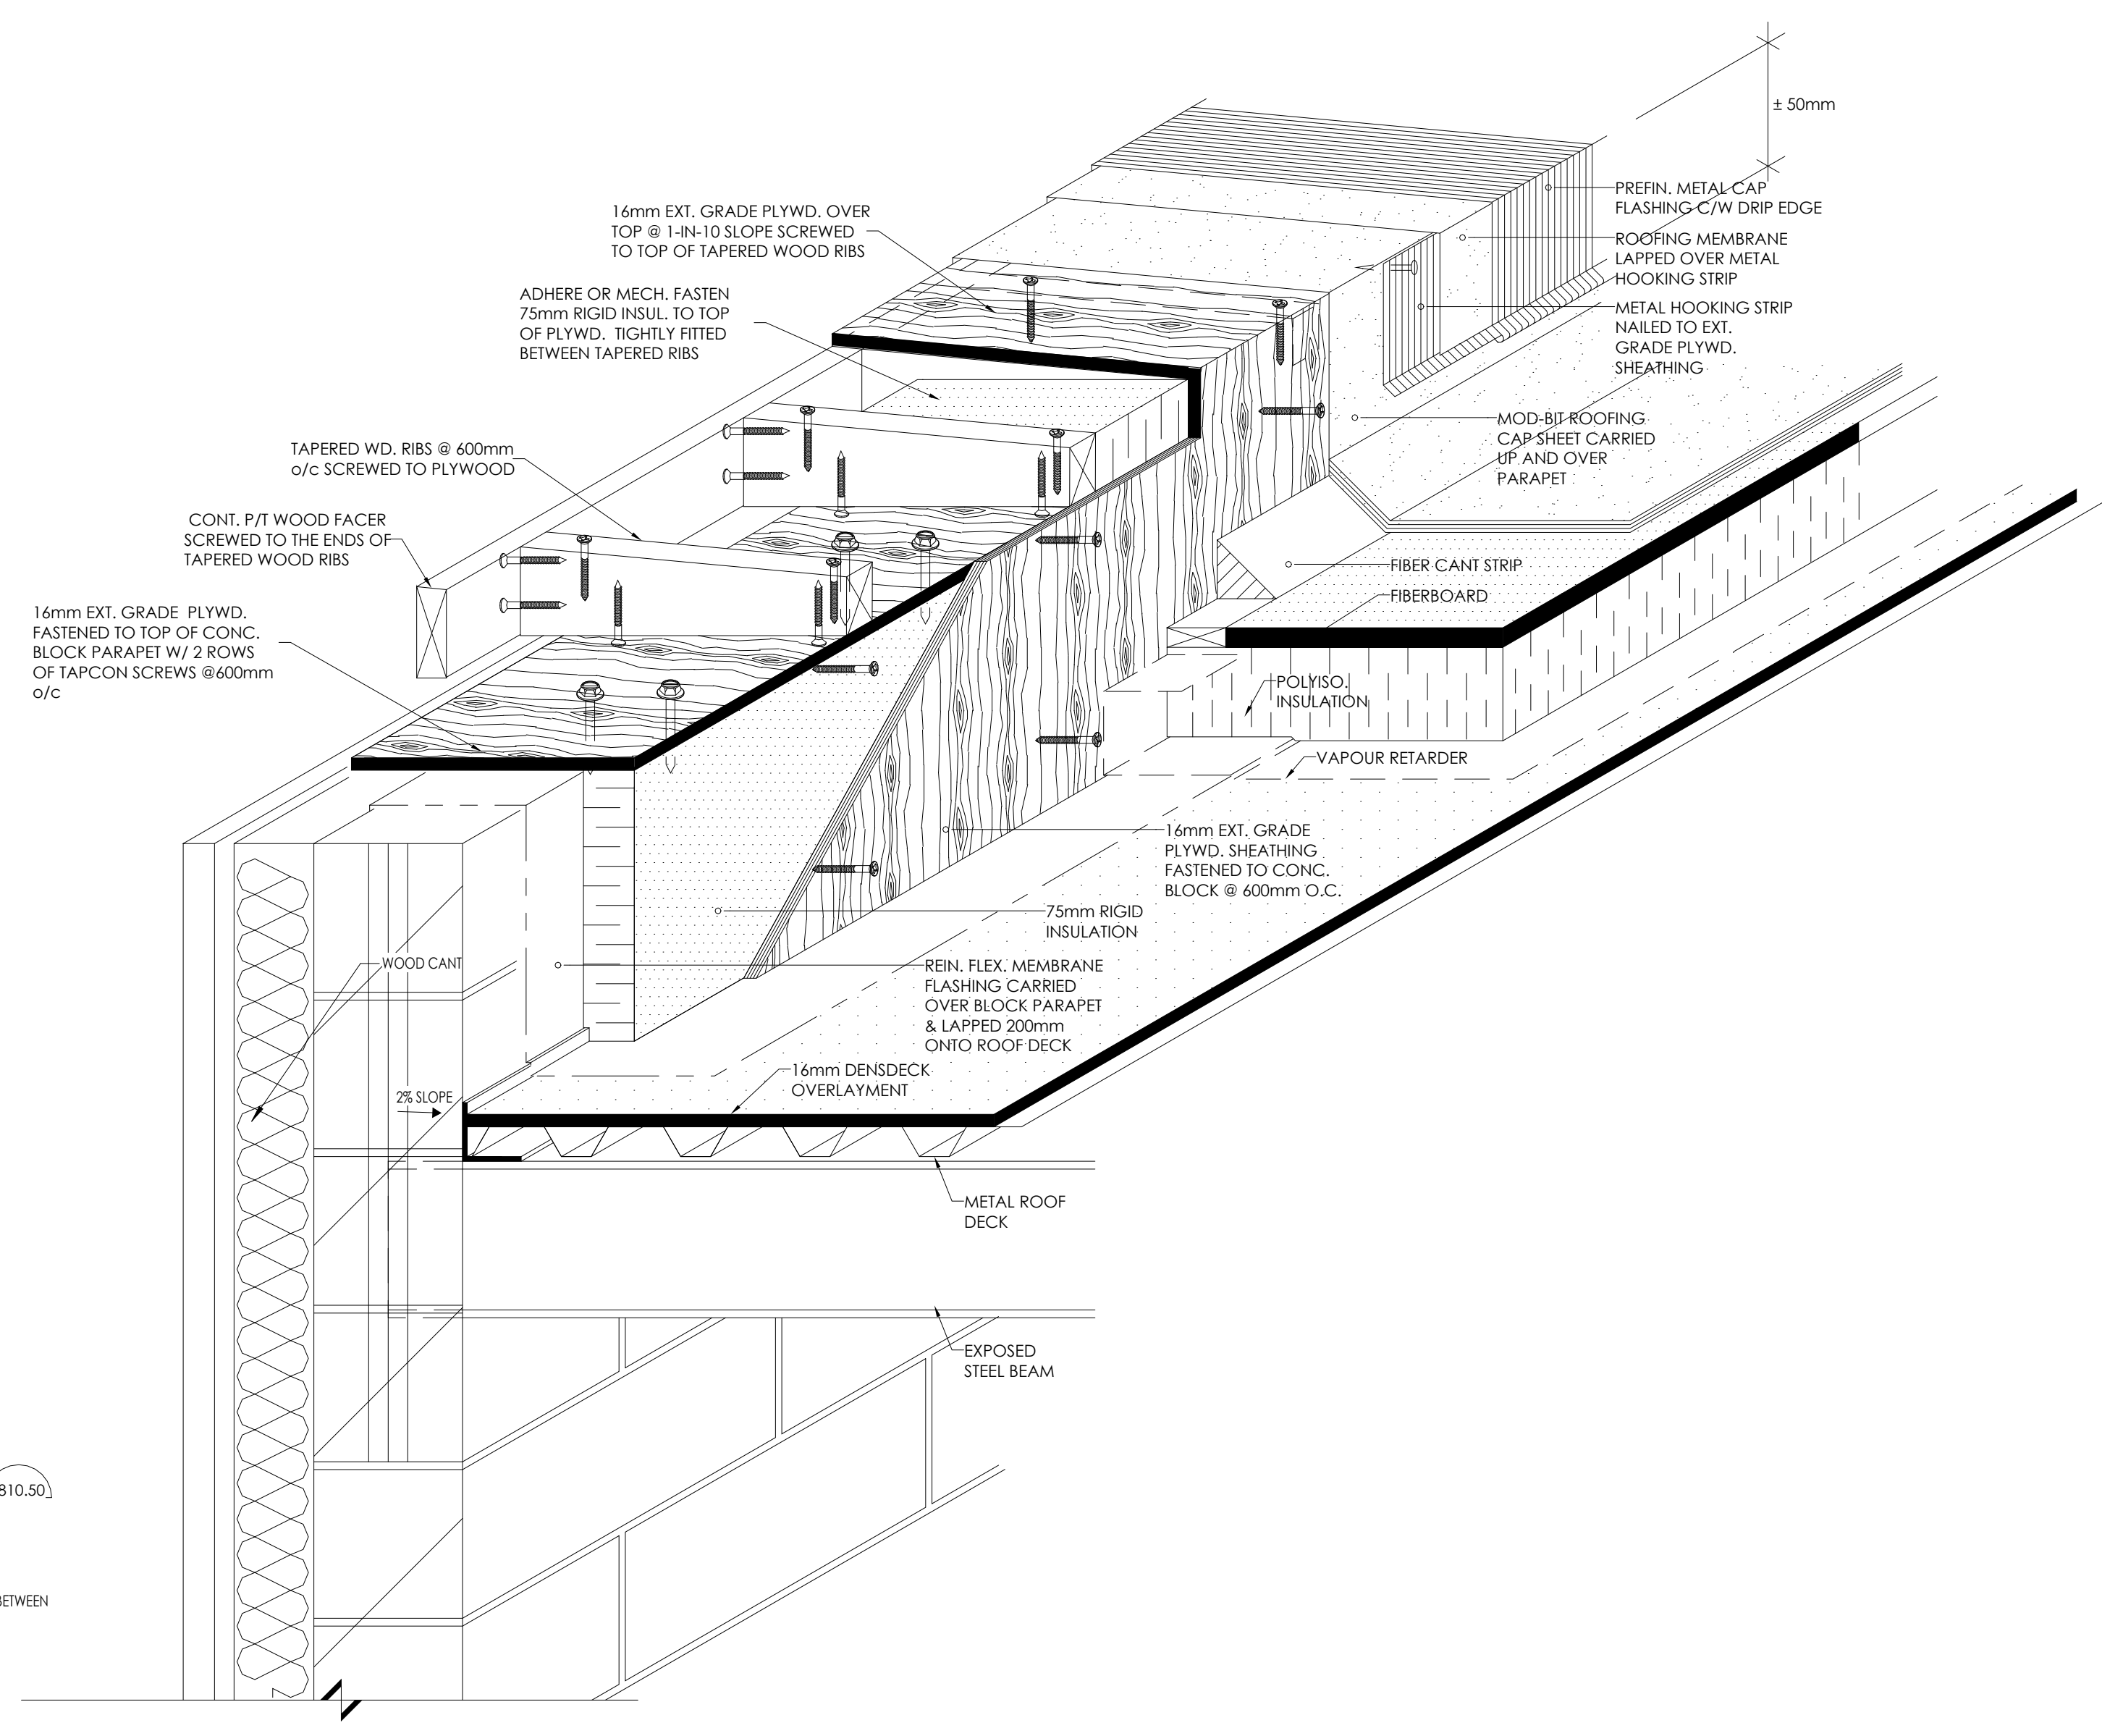 ± 50mm
PREFIN. METAL CAP
FLASHING C/W DRIP EDGE
ROOFING MEMBRANE
LAPPED OVER METAL
HOOKING STRIP
METAL HOOKING STRIP
NAILED TO EXT.
GRADE PLYWD.
SHEATHING
16mm EXT. GRADE PLYWD. OVER
TOP @ 1-IN-10 SLOPE SCREWED
TO TOP OF TAPERED WOOD RIBS
ADHERE OR MECH. FASTEN
75mm RIGID INSUL. TO TOP
OF PLYWD. TIGHTLY FITTED
BETWEEN TAPERED RIBS
MOD-BIT ROOFING
CAP SHEET CARRIED
UP AND OVER
PARAPET
TAPERED WD. RIBS @ 600mm
o/c SCREWED TO PLYWOOD
CONT. P/T WOOD FACER
SCREWED TO THE ENDS OF
TAPERED WOOD RIBS
FIBER CANT STRIP
FIBERBOARD
16mm EXT. GRADE PLYWD.
FASTENED TO TOP OF CONC.
BLOCK PARAPET W/ 2 ROWS
OF TAPCON SCREWS @600mm
o/c
POLYISO.
INSULATION
VAPOUR RETARDER
16mm EXT. GRADE
PLYWD. SHEATHING
FASTENED TO CONC.
BLOCK @ 600mm O.C.
75mm RIGID
INSULATION
WOOD CANT
REIN. FLEX. MEMBRANE
FLASHING CARRIED
OVER BLOCK PARAPET
& LAPPED 200mm
ONTO ROOF DECK
16mm DENSDECK
OVERLAYMENT
2% SLOPE
METAL ROOF
DECK
EXPOSED
STEEL BEAM
810.50
BETWEEN